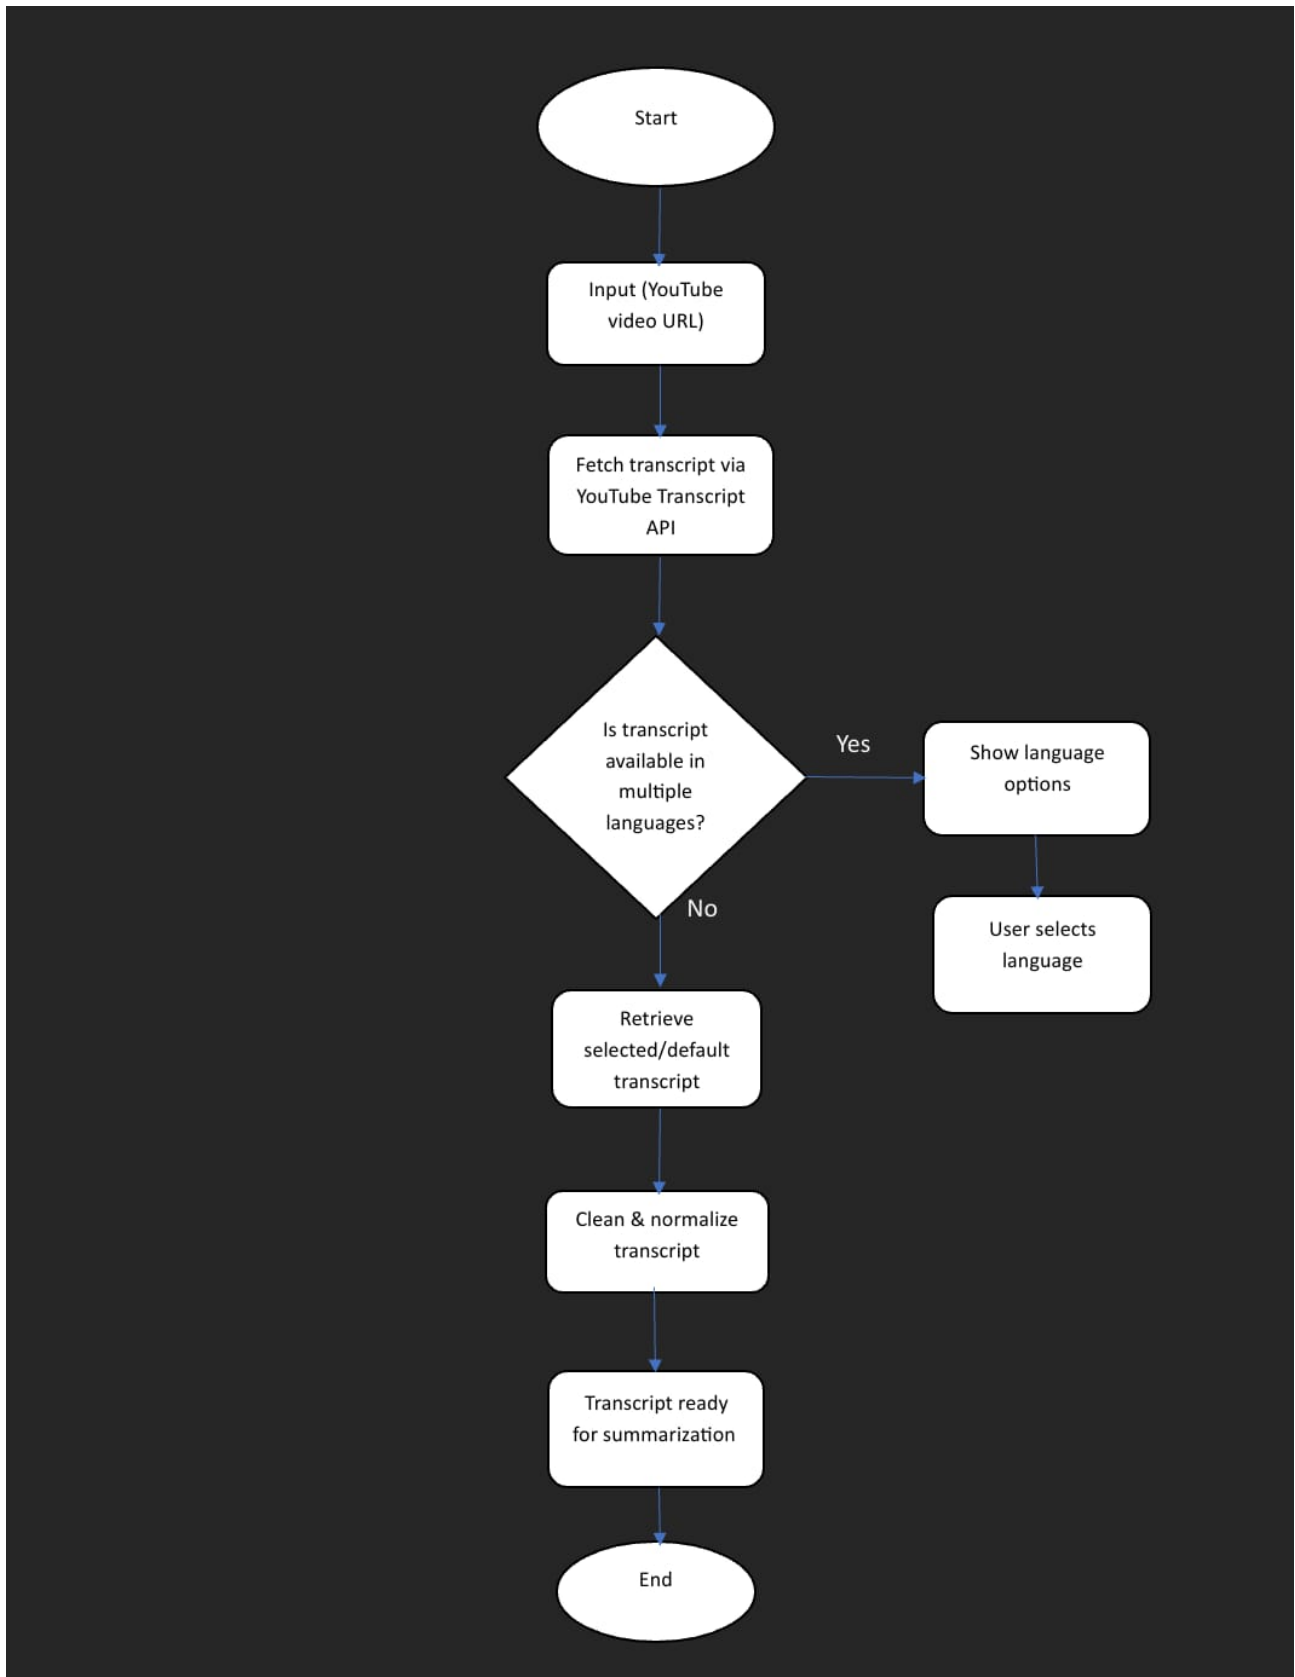 Start
Input (YouTube
video URL)
Fetch transcript via
YouTube Transcript
API
Is transcript
available in
multiple
languages?
Yes
Show language
options
User selects
language
No
Retrieve
selected/default
transcript
Clean & normalize
transcript
Transcript ready
for summarization
End